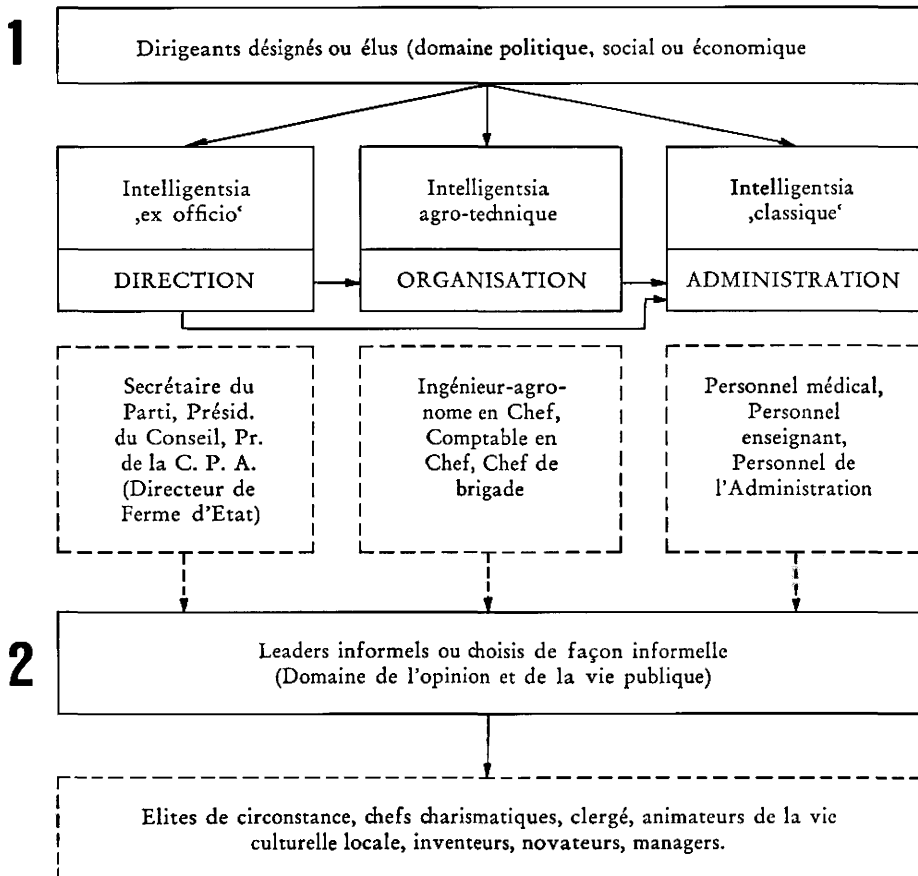 1
Dirigeants désignés ou élus (domaine politique, social ou économique
Intelligentsia
‚ex officio‘
DIRECTION
Intelligentsia
agro-technique
ORGANISATION
Intelligentsia
‚classique‘
ADMINISTRATION
Secrétaire du
Parti, Présid.
du Conseil, Pr.
de la C. P. A.
(Directeur de
Ferme d'Etat)
Ingénieur-agro-
nome en Chef,
Comptable en
Chef, Chef de
brigade
Personnel médical,
Personnel
enseignant,
Personnel de
l'Administration
2
Leaders informels ou choisis de façon informelle
(Domaine de l'opinion et de la vie publique)
Elites de circonstance, chefs charismatiques, clergé, animateurs de la vie
culturelle locale, inventeurs, novateurs, managers.